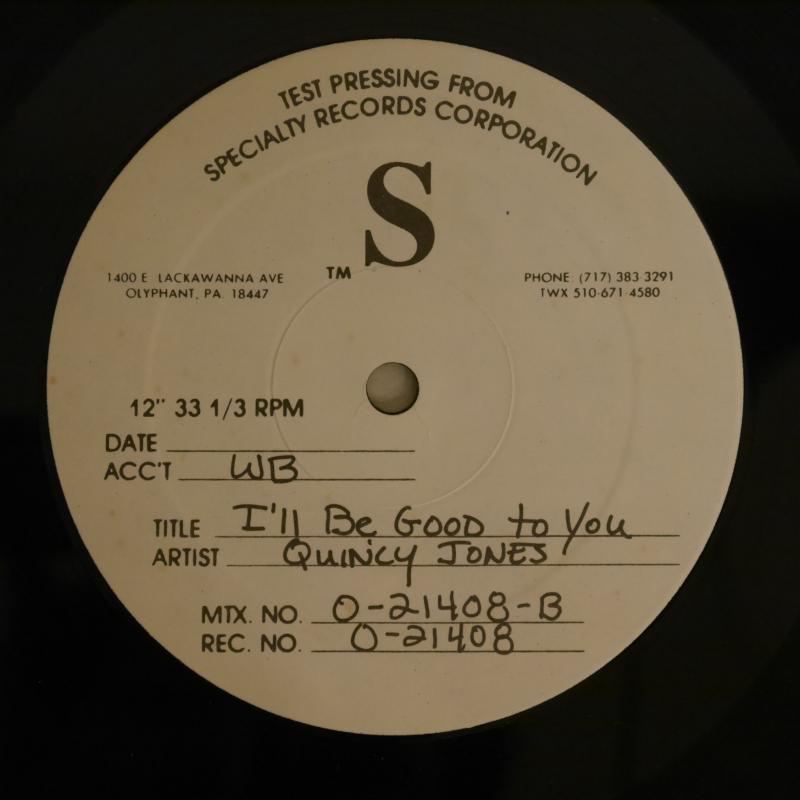 TEST PRESSING FROM
SPECIALTY RECORDS CORPORATION
S
TM
1400 E. LACKAWANNA AVE
OLYPHANT, PA. 18447
PHONE: (717) 383 3291
TWX 510-671-4580
12" 33 1/3 RPM
DATE
ACC'T WB
TITLE I'll Be Good to You
ARTIST Quincy Jones
MTX. NO. 0-21408-B
REC. NO. 0-21408